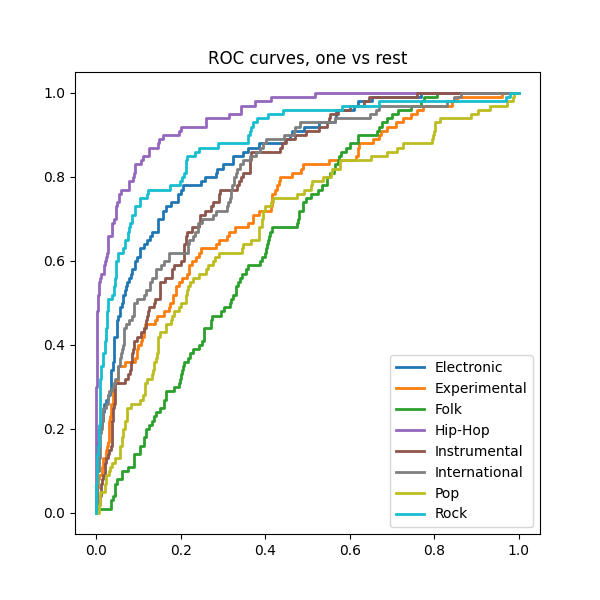 ROC curves, one vs rest
1.0
0.8
0.6
0.4
0.2
0.0
0.0 0.2 0.4 0.6 0.8 1.0
Electronic
Experimental
Folk
Hip-Hop
Instrumental
International
Pop
Rock